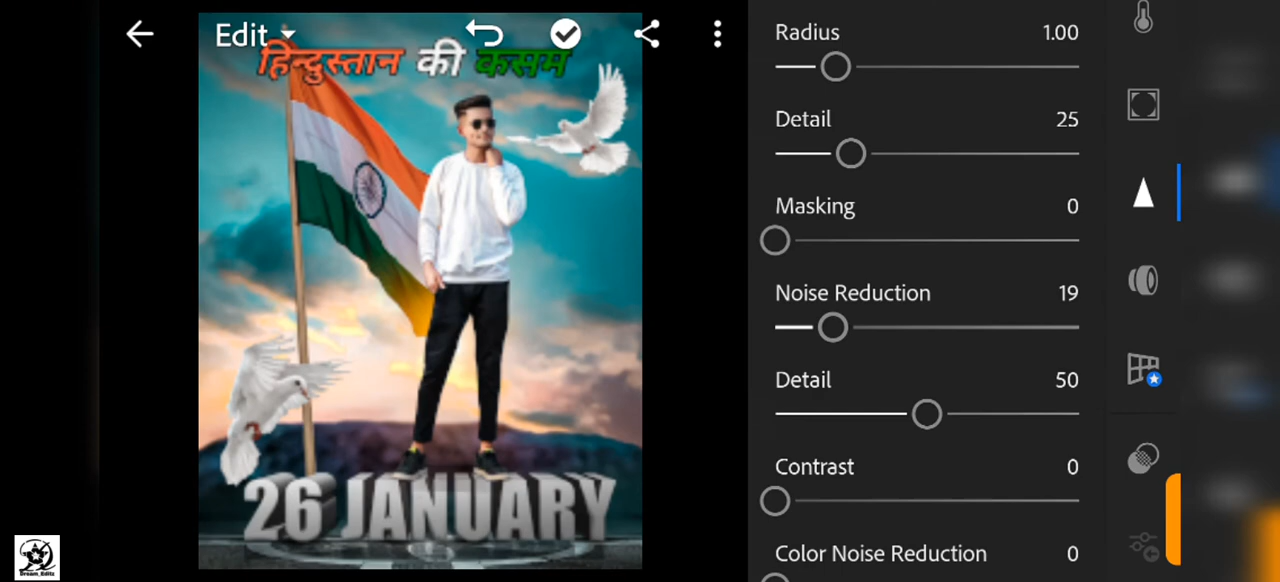 Edit
हिन्दुस्तान की कसम
26 JANUARY
Radius 1.00
Detail 25
Masking 0
Noise Reduction 19
Detail 50
Contrast 0
Color Noise Reduction 0
Dream_Editz